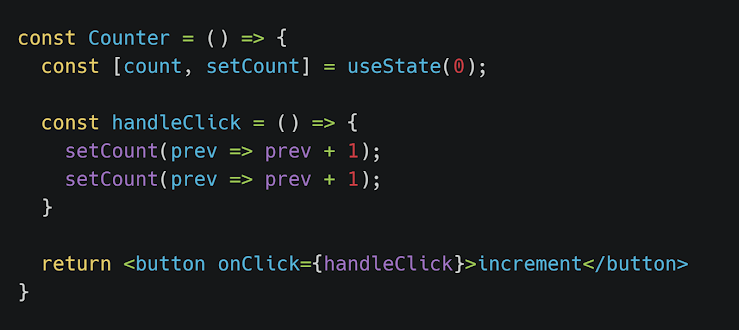 const Counter = () => {
  const [count, setCount] = useState(0);

  const handleClick = () => {
    setCount(prev => prev + 1);
    setCount(prev => prev + 1);
  }

  return <button onClick={handleClick}>increment</button>
}